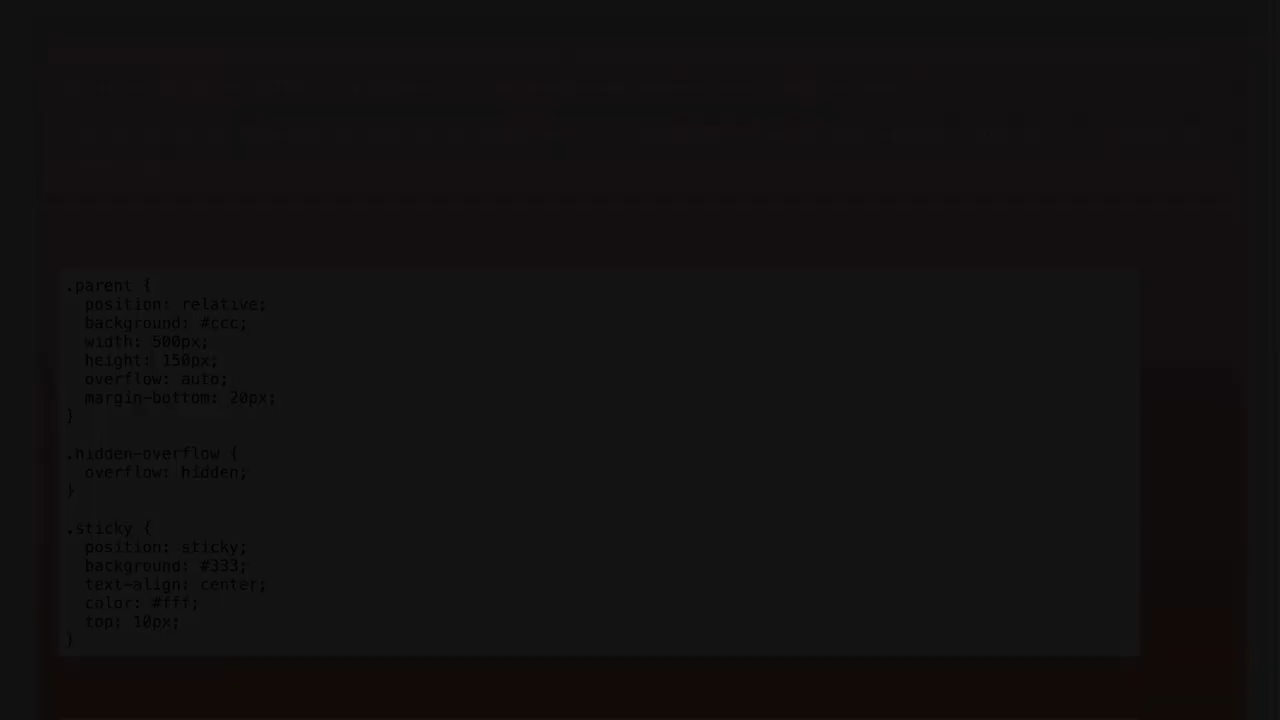 .parent {
  position: relative;
  background: #ccc;
  width: 500px;
  height: 150px;
  overflow: auto;
  margin-bottom: 20px;
}

.hidden-overflow {
  overflow: hidden;
}

.sticky {
  position: sticky;
  background: #333;
  text-align: center;
  color: #fff;
  top: 10px;
}